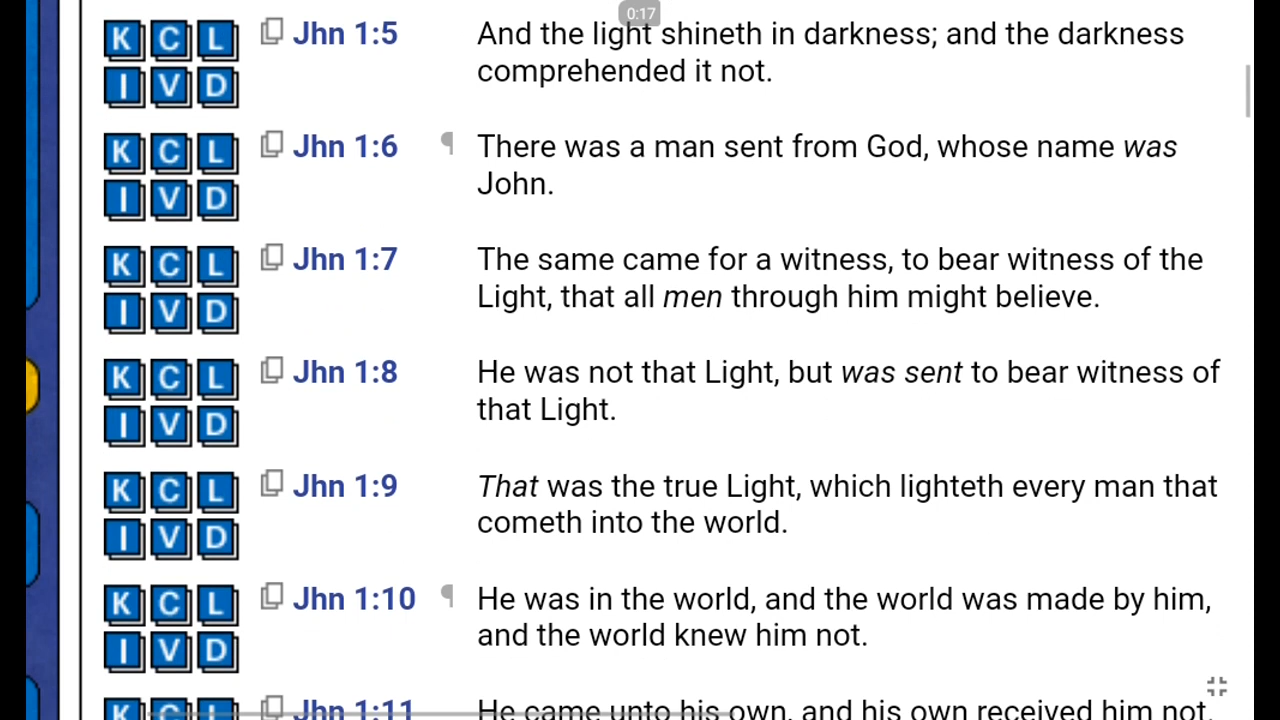 0:17
K C L Jhn 1:5 And the light shineth in darkness; and the darkness
I V D comprehended it not.
K C L Jhn 1:6 ¶ There was a man sent from God, whose name was
I V D John.
K C L Jhn 1:7 The same came for a witness, to bear witness of the
I V D Light, that all men through him might believe.
K C L Jhn 1:8 He was not that Light, but was sent to bear witness of
I V D that Light.
K C L Jhn 1:9 That was the true Light, which lighteth every man that
I V D cometh into the world.
K C L Jhn 1:10 ¶ He was in the world, and the world was made by him,
I V D and the world knew him not.
K C L Jhn 1:11 He came unto his own, and his own received him not.